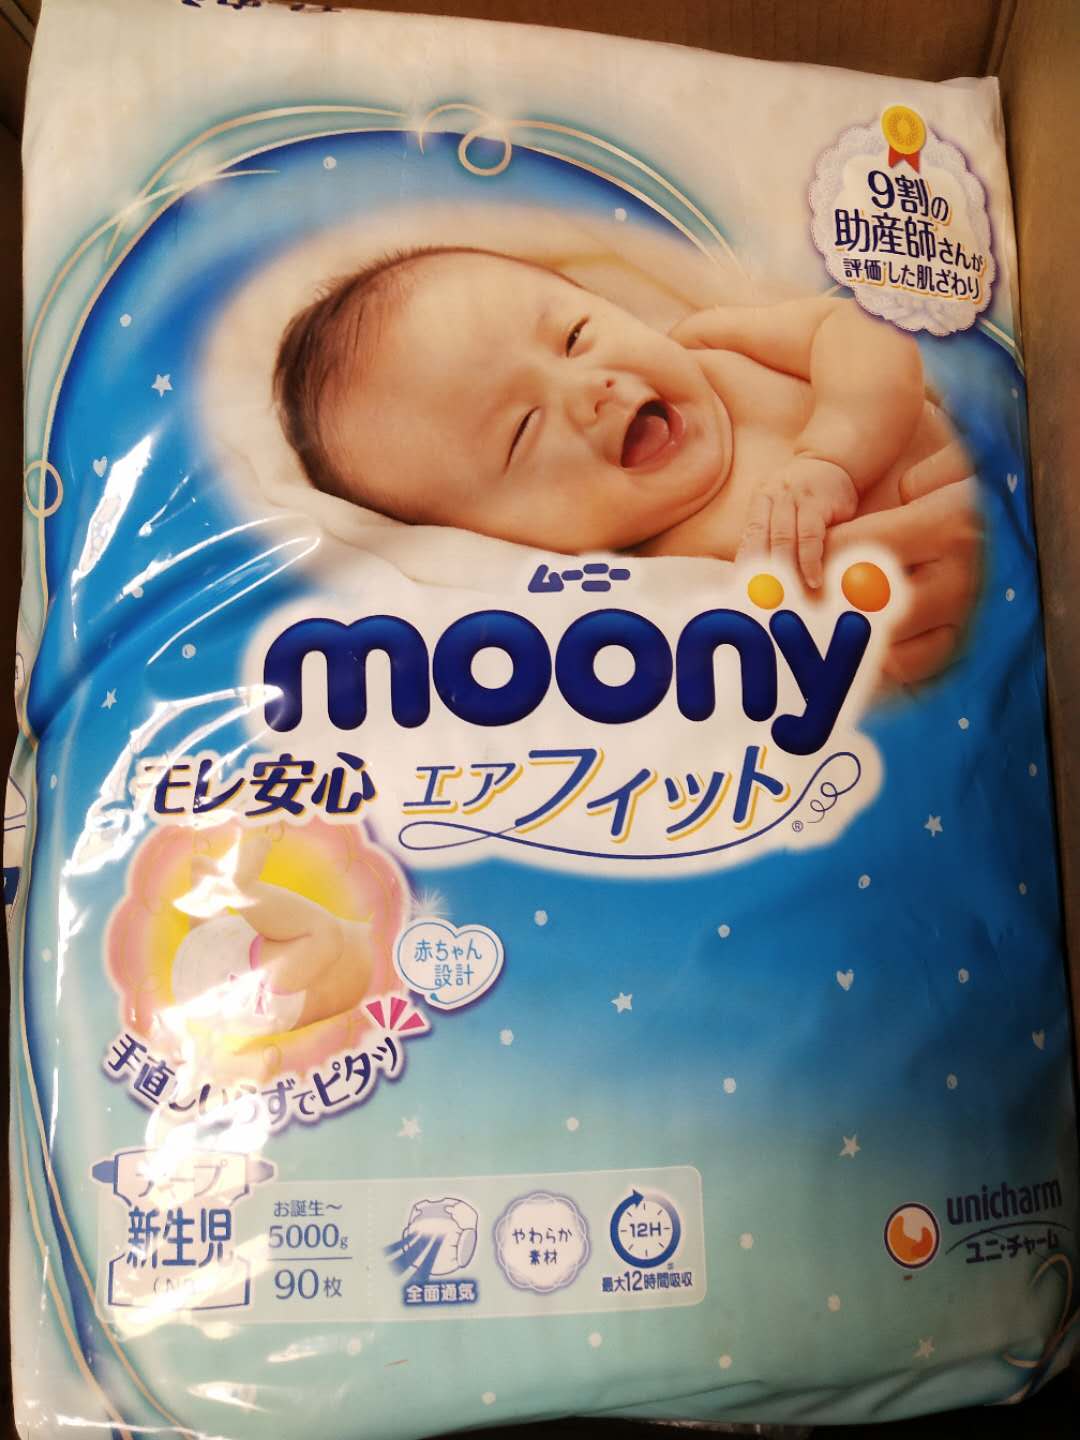 9割の
助産師さんが
評価した肌ざわり
ムーニー
moony
モレ安心 エアフィット®
赤ちゃん
設計
手直しいらずでピタッ
テープ
新生児
お誕生～
5000g
90枚
全面通気
やわらか
素材
12H
最大12時間吸収
unicharm
ユニ・チャーム